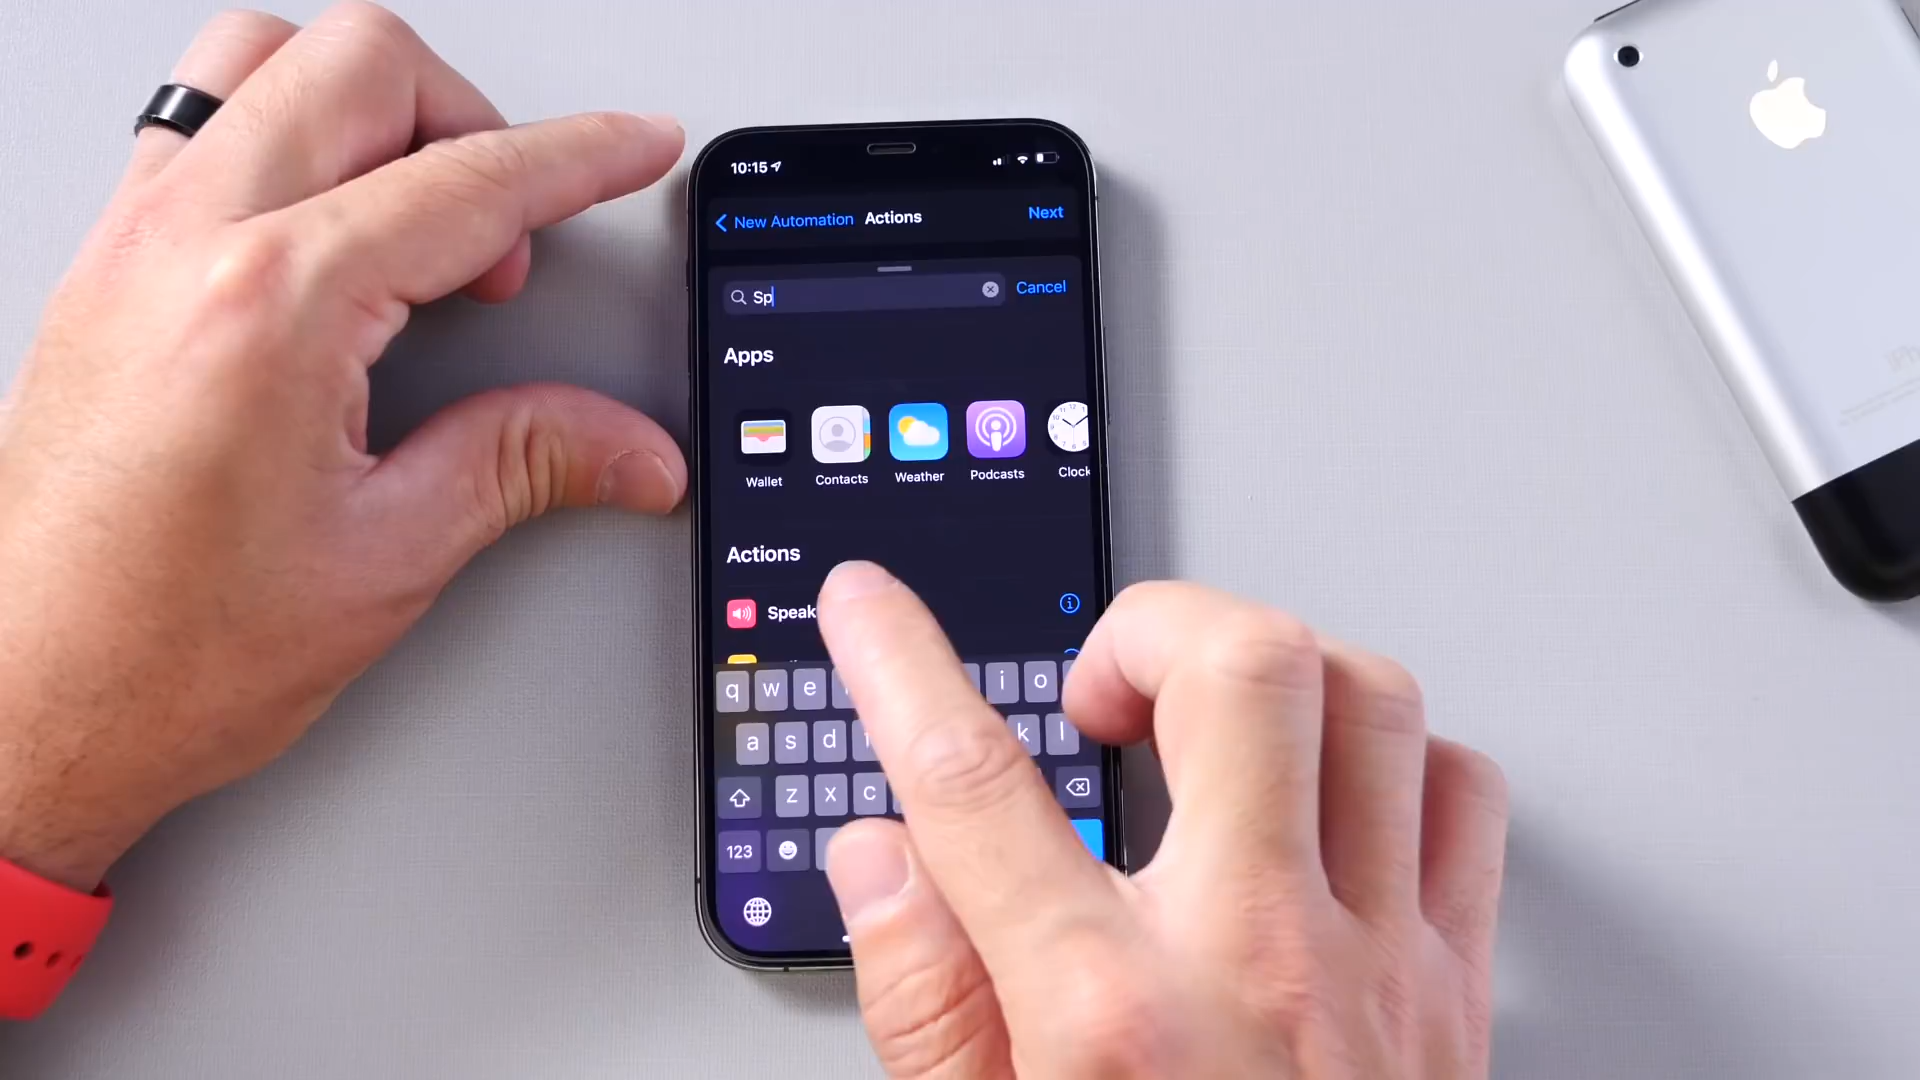 10:15
New Automation Actions Next
Sp Cancel
Apps
Wallet Contacts Weather Podcasts Clock
Actions
Speak
q w e i o
a s d k l
z x c
123